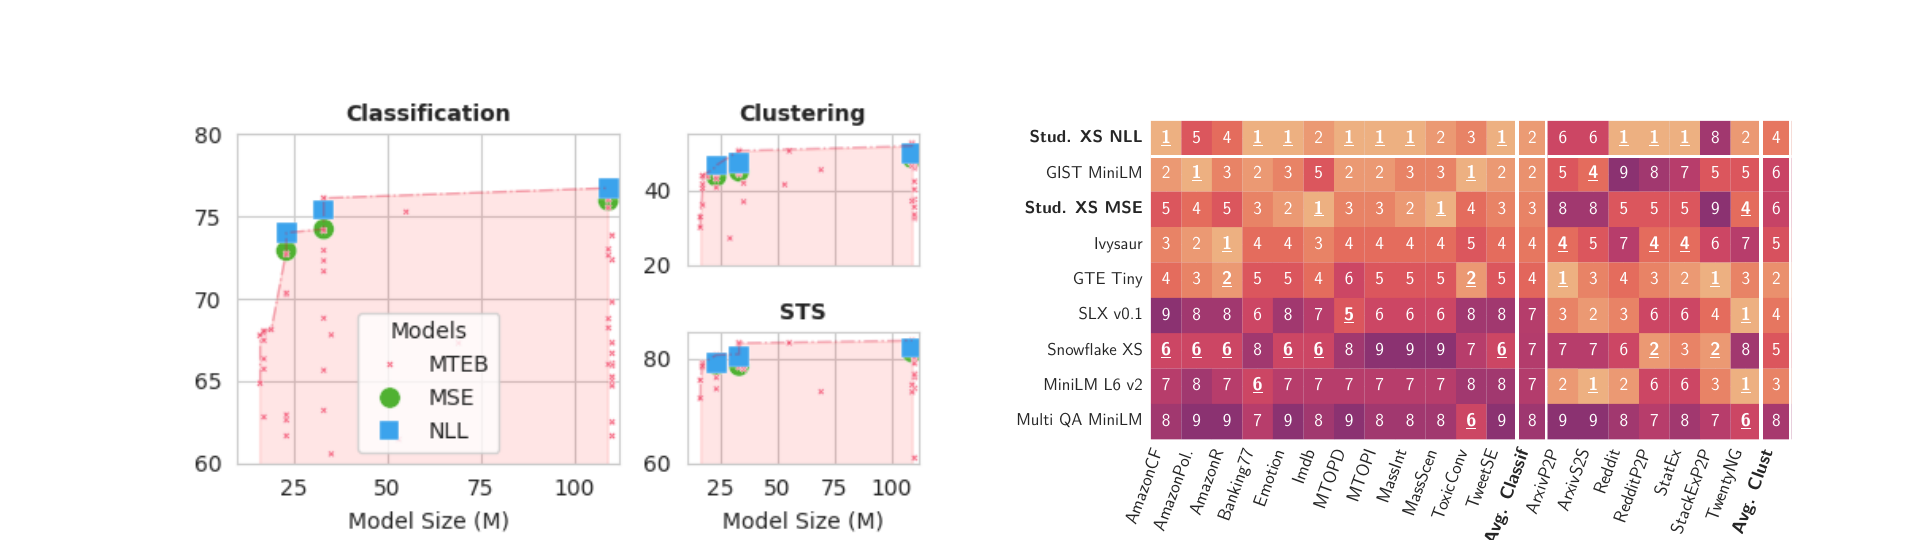 Classification
80
75
70
65
60
25
50
75
100
Model Size (M)
Models
MTEB
MSE
NLL
Clustering
40
20
STS
80
60
25
50
75
100
Model Size (M)
Stud. XS NLL 1 5 4 1 1 2 1 1 1 2 3 1 2 6 6 1 1 1 8 2 4
GIST MiniLM 2 1 3 2 3 5 2 2 3 3 1 2 2 5 4 9 8 7 5 5 6
Stud. XS MSE 5 4 5 3 2 1 3 3 2 1 4 3 3 8 8 5 5 5 9 4 6
Ivysaur 3 2 1 4 4 3 4 4 4 4 5 4 4 4 5 7 4 4 6 7 5
GTE Tiny 4 3 2 5 5 4 6 5 5 5 2 5 4 1 3 4 3 2 1 3 2
SLX v0.1 9 8 8 6 8 7 5 6 6 6 8 8 7 3 2 3 6 6 4 1 4
Snowflake XS 6 6 6 8 6 6 8 9 9 9 7 6 7 7 7 6 2 3 2 8 5
MiniLM L6 v2 7 8 7 6 7 7 7 7 7 7 8 8 7 2 1 2 6 6 3 1 3
Multi QA MiniLM 8 9 9 7 9 8 9 8 8 8 6 9 8 9 9 8 7 8 7 6 8
AmazonCF
AmazonPol.
AmazonR
Banking77
Emotion
Imdb
MTOPD
MTOPI
MassInt
MassScen
ToxicConv
TweetSE
Avg. Classif
ArxivP2P
ArxivS2S
Reddit
RedditP2P
StatEx
StackExP2P
TwentyNG
Avg. Clust